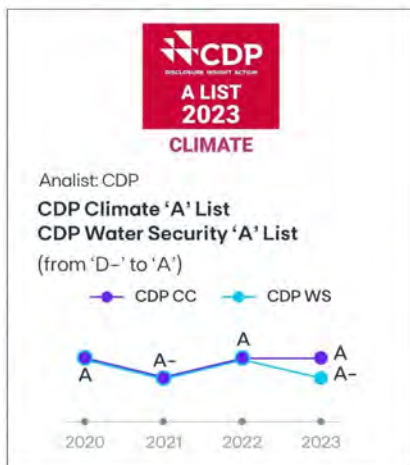 CDP
DISCLOSURE INSIGHT ACTION
A LIST
2023
CLIMATE
Analist: CDP
CDP Climate ‘A’ List
CDP Water Security ‘A’ List
(from ‘D-’ to ‘A’)
CDP CC CDP WS
A A- A A
A-
2020 2021 2022 2023